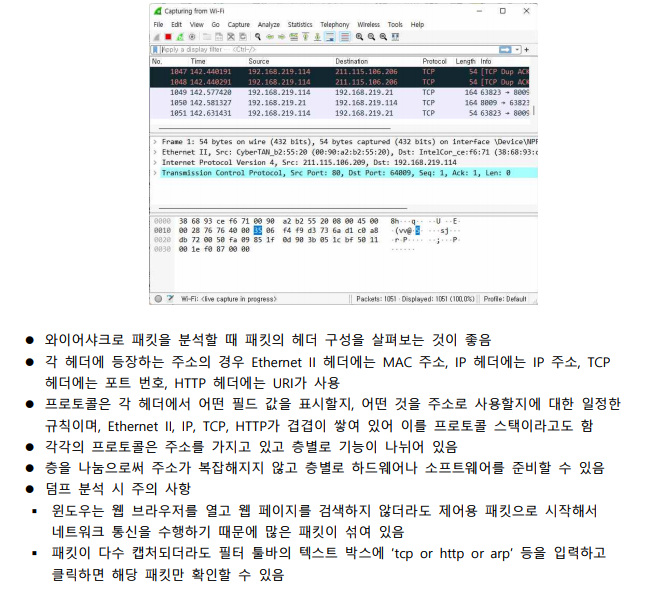 Capturing from Wi-Fi
File Edit View Go Capture Analyze Statistics Telephony Wireless Tools Help
Apply a display filter ... <Ctrl-/>
No. Time Source Destination Protocol Length Info
1047 142.440191 192.168.219.114 211.115.106.206 TCP 54 [TCP Dup ACK
1048 142.440291 192.168.219.114 211.115.106.206 TCP 54 [TCP Dup ACK
1049 142.577420 192.168.219.114 192.168.219.21 TCP 164 63823 → 8009
1050 142.581327 192.168.219.21 192.168.219.114 TCP 164 8009 → 63823
1051 142.631431 192.168.219.114 192.168.219.21 TCP 54 63823 → 8009
> Frame 1: 54 bytes on wire (432 bits), 54 bytes captured (432 bits) on interface \Device\NPF
> Ethernet II, Src: CyberTAN_b2:55:20 (00:90:a2:b2:55:20), Dst: IntelCor_ce:f6:71 (38:68:93:c
> Internet Protocol Version 4, Src: 211.115.106.209, Dst: 192.168.219.114
> Transmission Control Protocol, Src Port: 80, Dst Port: 64009, Seq: 1, Ack: 1, Len: 0
0000 38 68 93 ce f6 71 00 90 a2 b2 55 20 08 00 45 00 8h···q·· ··U ··E·
0010 00 28 76 76 40 00 35 06 f4 f9 d3 73 6a d1 c0 a8 ·(vv@·5· ···sj···
0020 db 72 00 50 fa 09 85 1f 0d 90 3b 05 1c bf 50 11 ·r·P···· ··;···P·
0030 00 1e f0 87 00 00 ······
Wi-Fi: <live capture in progress> Packets: 1051 · Displayed: 1051 (100.0%) Profile: Default
● 와이어샤크로 패킷을 분석할 때 패킷의 헤더 구성을 살펴보는 것이 좋음
● 각 헤더에 등장하는 주소의 경우 Ethernet II 헤더에는 MAC 주소, IP 헤더에는 IP 주소, TCP
헤더에는 포트 번호, HTTP 헤더에는 URI가 사용
● 프로토콜은 각 헤더에서 어떤 필드 값을 표시할지, 어떤 것을 주소로 사용할지에 대한 일정한
규칙이며, Ethernet II, IP, TCP, HTTP가 겹겹이 쌓여 있어 이를 프로토콜 스택이라고도 함
● 각각의 프로토콜은 주소를 가지고 있고 층별로 기능이 나뉘어 있음
● 층을 나눔으로써 주소가 복잡해지지 않고 층별로 하드웨어나 소프트웨어를 준비할 수 있음
● 덤프 분석 시 주의 사항
▪ 윈도우는 웹 브라우저를 열고 웹 페이지를 검색하지 않더라도 제어용 패킷으로 시작해서
네트워크 통신을 수행하기 때문에 많은 패킷이 섞여 있음
▪ 패킷이 다수 캡처되더라도 필터 툴바의 텍스트 박스에 ‘tcp or http or arp’ 등을 입력하고
클릭하면 해당 패킷만 확인할 수 있음